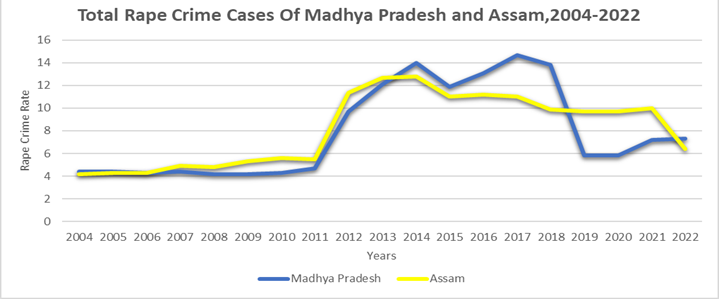 Total Rape Crime Cases Of Madhya Pradesh and Assam,2004-2022
16
14
12
10
8
6
4
2
0
Rape Crime Rate
2004 2005 2006 2007 2008 2009 2010 2011 2012 2013 2014 2015 2016 2017 2018 2019 2020 2021 2022
Years
Madhya Pradesh Assam